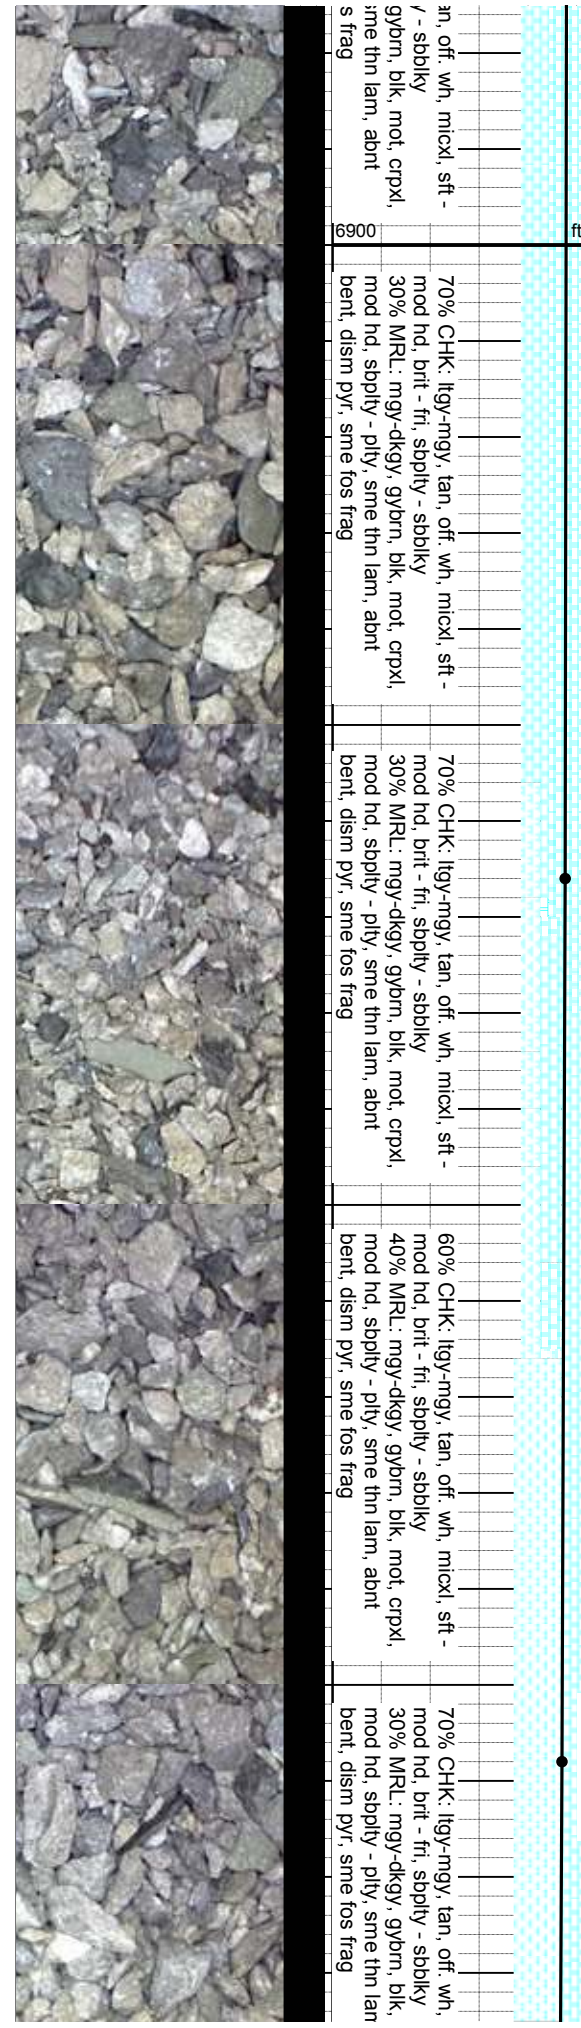 an, off. wh, micxl, sft -
y - sbblky
gybrn, blk, mot, crpxl,
sme thn lam, abnt
s frag
6900
ft
70% CHK: ltgy-mgy, tan, off. wh, micxl, sft -
mod hd, brit - fri, sbplty - sbblky
30% MRL: mgy-dkgy, gybrn, blk, mot, crpxl,
mod hd, sbplty - plty, sme thn lam, abnt
bent, dism pyr, sme fos frag
70% CHK: ltgy-mgy, tan, off. wh, micxl, sft -
mod hd, brit - fri, sbplty - sbblky
30% MRL: mgy-dkgy, gybrn, blk, mot, crpxl,
mod hd, sbplty - plty, sme thn lam, abnt
bent, dism pyr, sme fos frag
60% CHK: ltgy-mgy, tan, off. wh, micxl, sft -
mod hd, brit - fri, sbplty - sbblky
40% MRL: mgy-dkgy, gybrn, blk, mot, crpxl,
mod hd, sbplty - plty, sme thn lam, abnt
bent, dism pyr, sme fos frag
70% CHK: ltgy-mgy, tan, off. wh,
mod hd, brit - fri, sbplty - sbblky
30% MRL: mgy-dkgy, gybrn, blk,
mod hd, sbplty - plty, sme thn lam
bent, dism pyr, sme fos frag